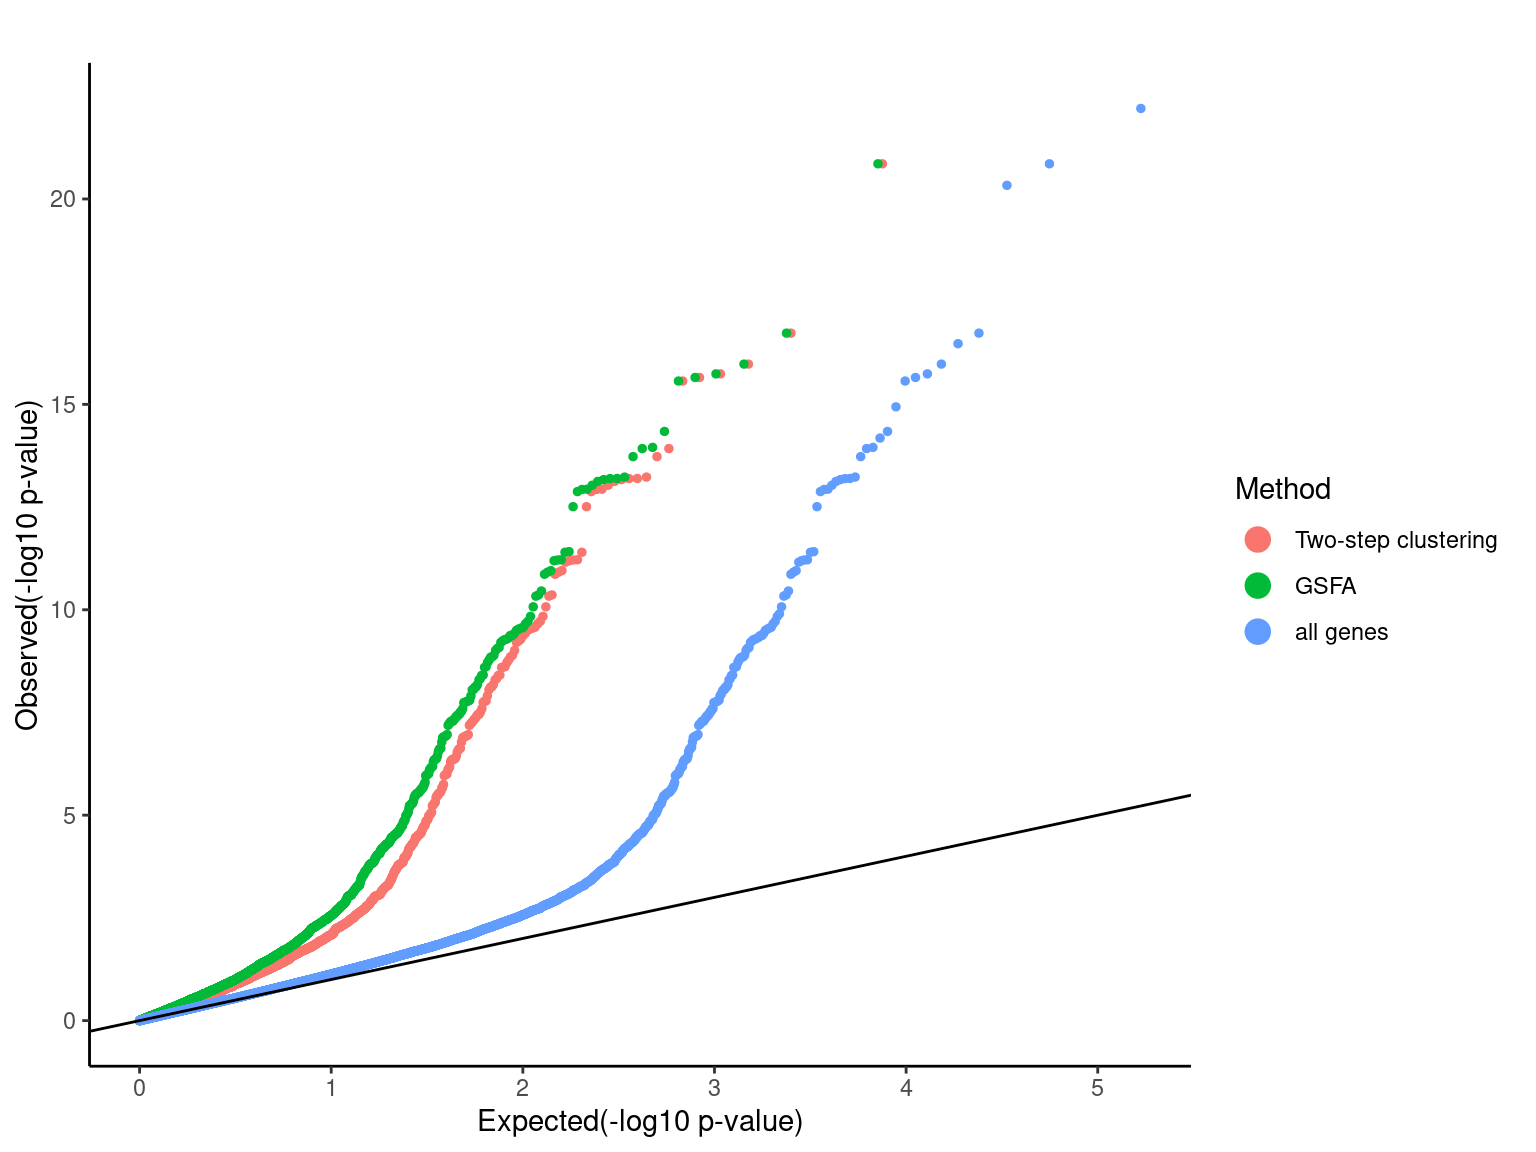 20
15
10
5
0
Observed(-log10 p-value)
0 1 2 3 4 5
Expected(-log10 p-value)
Method
Two-step clustering
GSFA
all genes